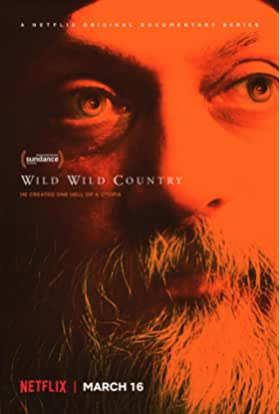 A NETFLIX ORIGINAL DOCUMENTARY SERIES
sundance
WILD WILD COUNTRY
HE CREATED ONE HELL OF A UTOPIA
NETFLIX | MARCH 16